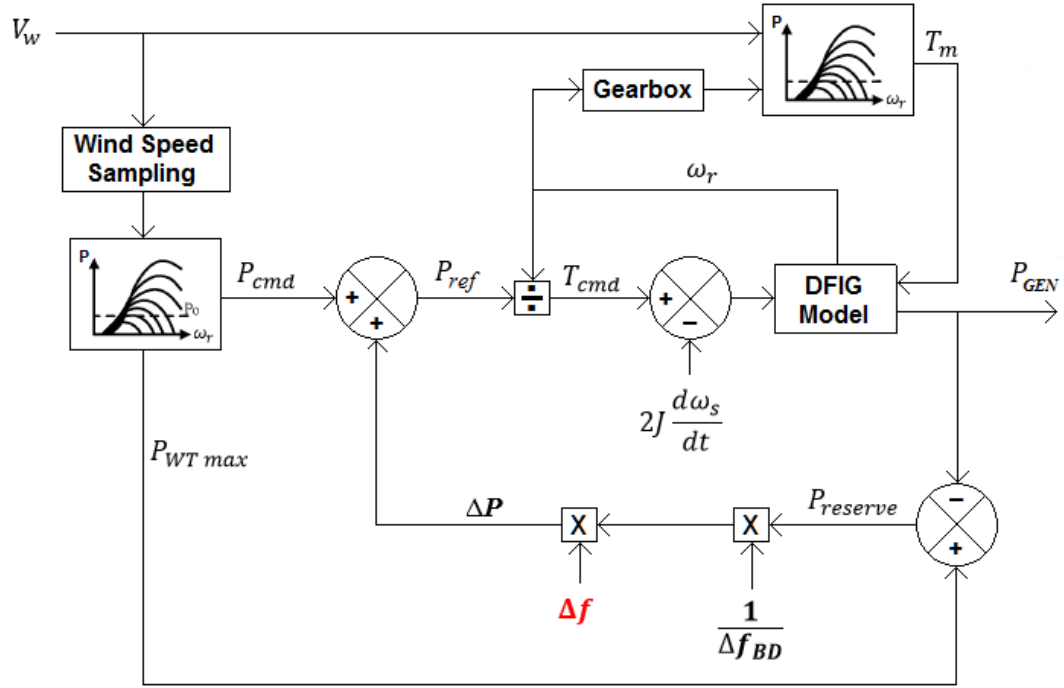 V_w
P
ω_r
T_m
Gearbox
Wind Speed
Sampling
ω_r
P
P_0
ω_r
P_cmd
+
+
P_ref
÷
T_cmd
+
−
DFIG
Model
P_GEN
2J dω_s/dt
P_WT max
ΔP
X
X
P_reserve
−
+
Δf
1/Δf_BD